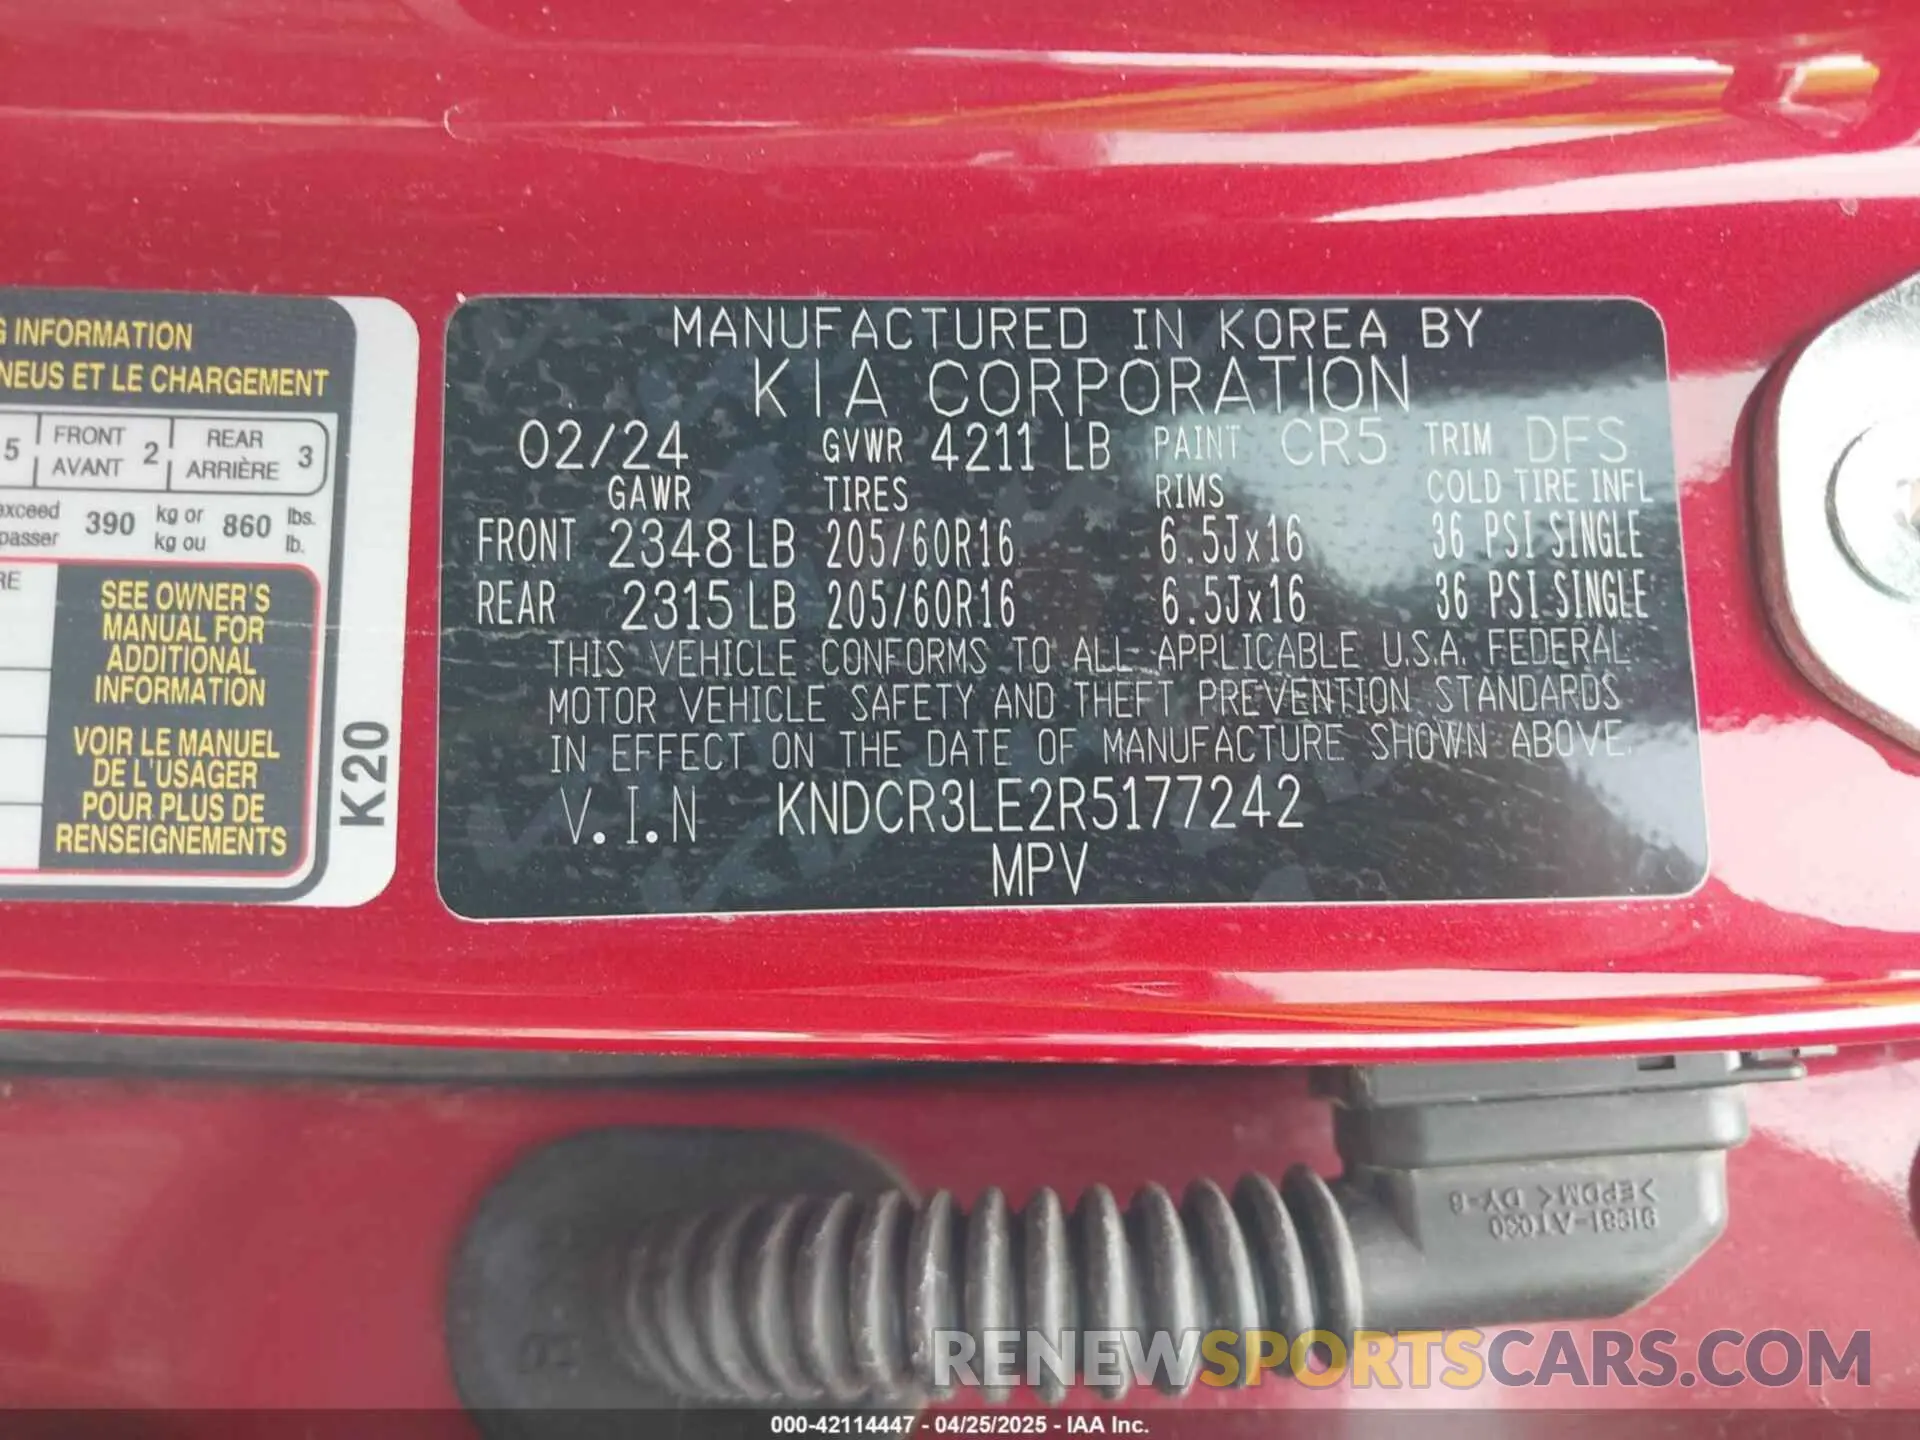 G INFORMATION
NEUS ET LE CHARGEMENT
5 FRONT AVANT 2 REAR ARRIÈRE 3
exceed passer 390 kg or kg ou 860 lbs. lb.
RE
SEE OWNER'S
MANUAL FOR
ADDITIONAL
INFORMATION
VOIR LE MANUEL
DE L'USAGER
POUR PLUS DE
RENSEIGNEMENTS
K20
MANUFACTURED IN KOREA BY
KIA CORPORATION
02/24 GVWR 4211 LB PAINT CR5 TRIM DFS
GAWR TIRES RIMS COLD TIRE INFL
FRONT 2348 LB 205/60R16 6.5Jx16 36 PSI SINGLE
REAR 2315 LB 205/60R16 6.5Jx16 36 PSI SINGLE
THIS VEHICLE CONFORMS TO ALL APPLICABLE U.S.A. FEDERAL
MOTOR VEHICLE SAFETY AND THEFT PREVENTION STANDARDS
IN EFFECT ON THE DATE OF MANUFACTURE SHOWN ABOVE.
V.I.N KNDCR3LE2R5177242
MPV
>EPDM< DY-6
91981-AT030
RENEWSPORTSCARS.COM
000-42114447 - 04/25/2025 - IAA Inc.